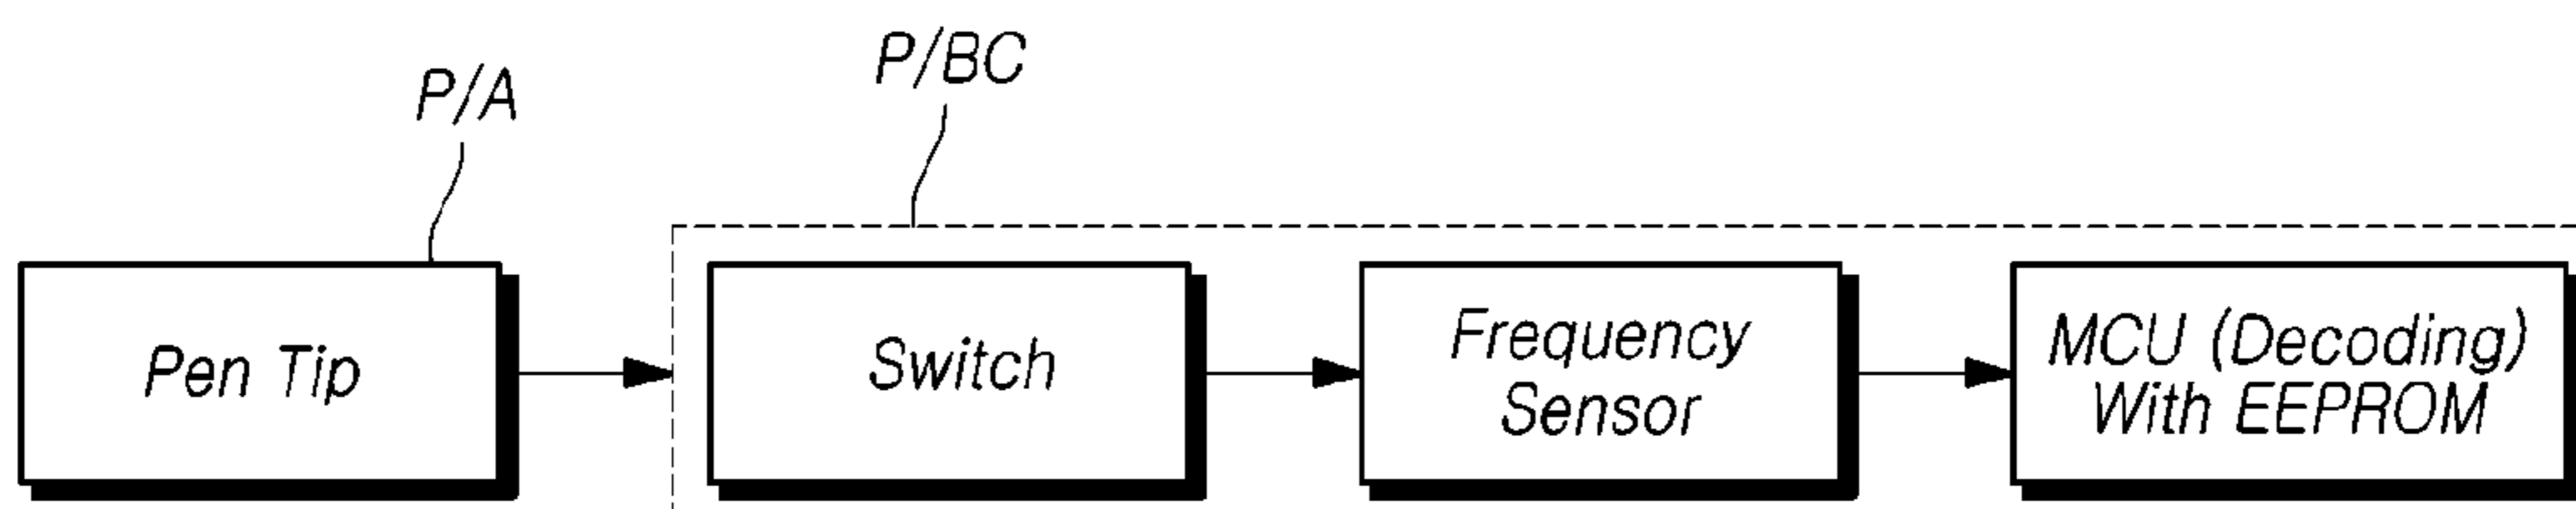 P/A
P/BC
Pen Tip
Switch
Frequency
Sensor
MCU (Decoding)
With EEPROM